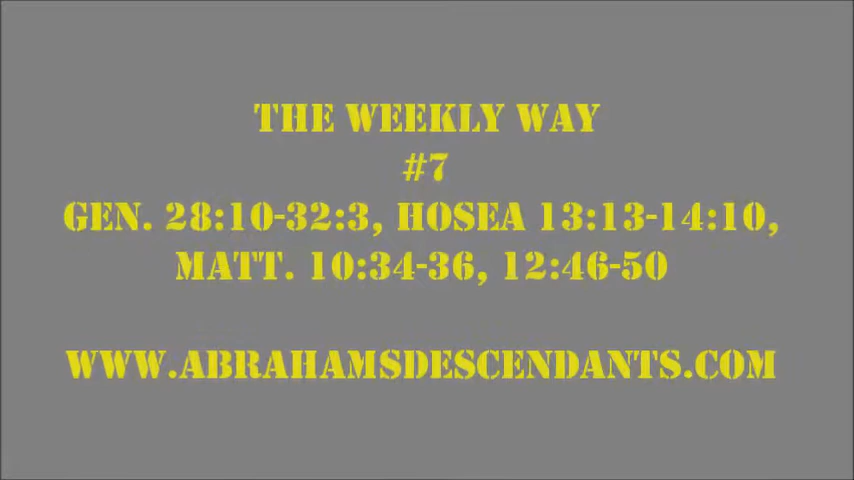 THE WEEKLY WAY
#7
GEN. 28:10-32:3, HOSEA 13:13-14:10,
MATT. 10:34-36, 12:46-50
WWW.ABRAHAMSDESCENDANTS.COM